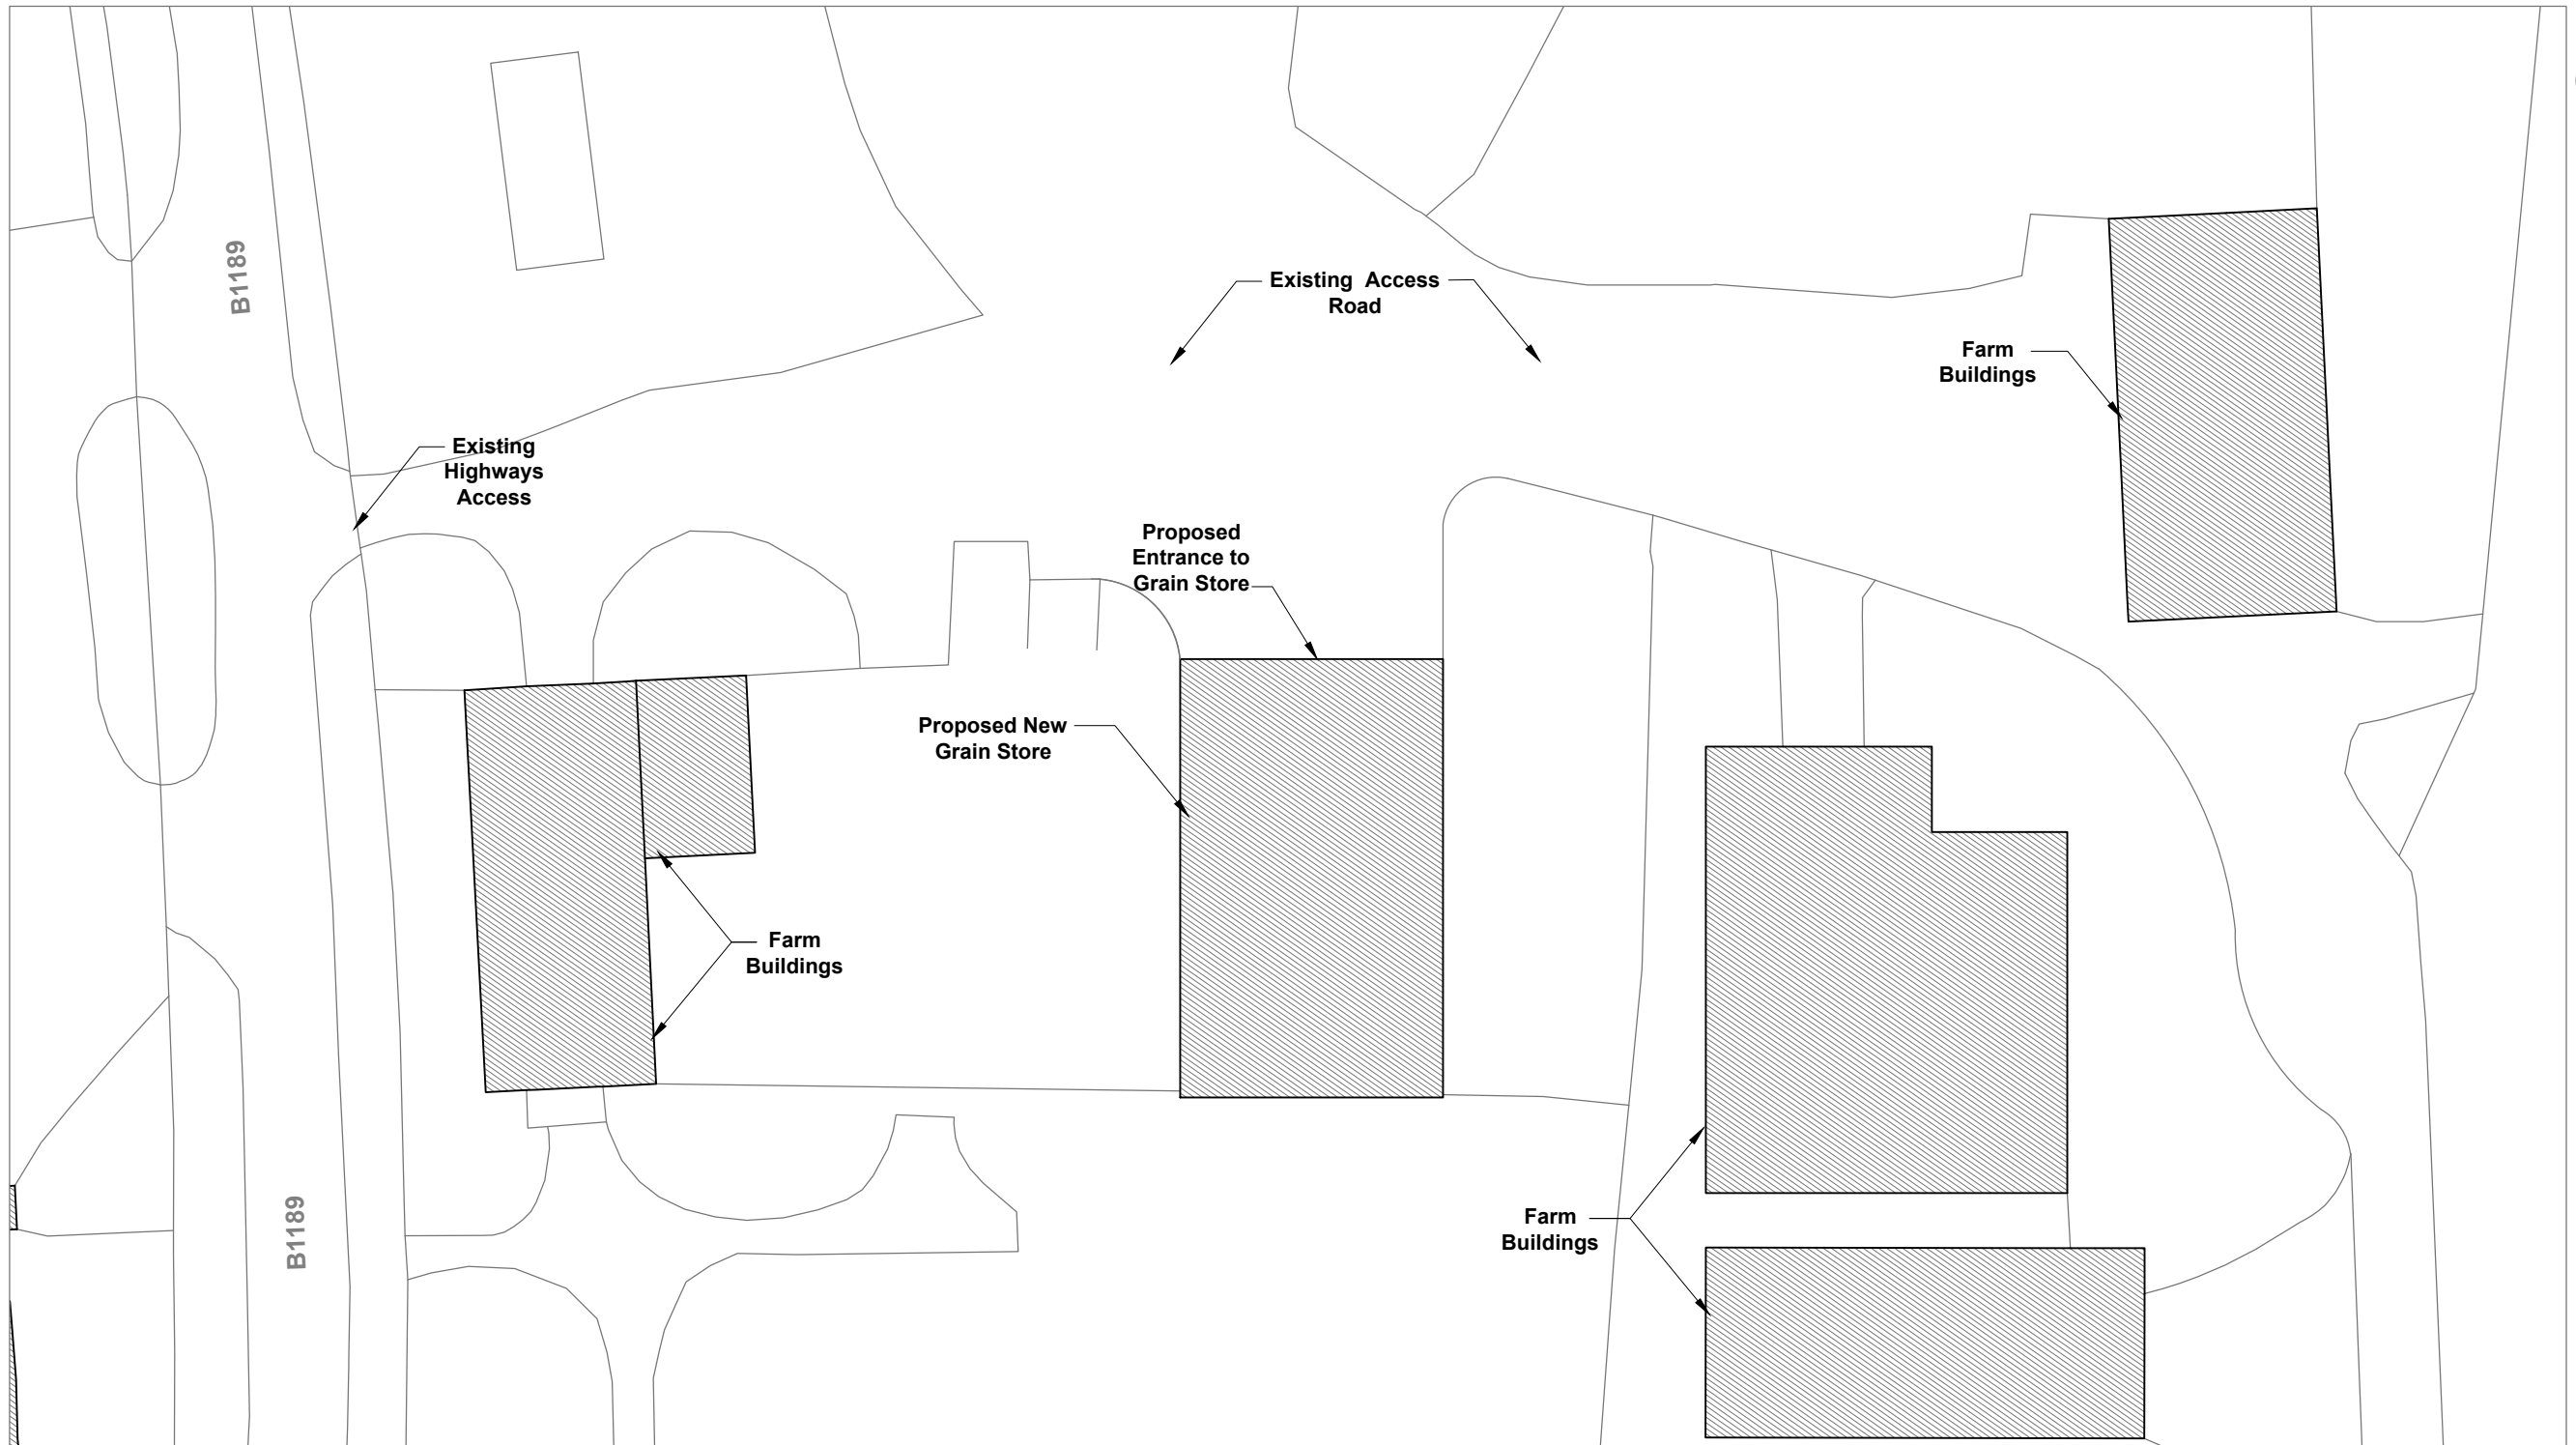 B1189
Existing Access
Road
Farm
Buildings
Existing
Highways
Access
Proposed
Entrance to
Grain Store
Proposed New
Grain Store
Farm
Buildings
Farm
Buildings
B1189